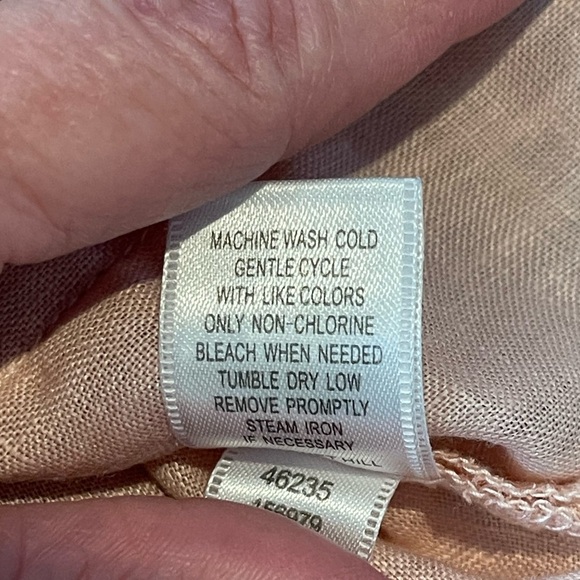 MACHINE WASH COLD
GENTLE CYCLE
WITH LIKE COLORS
ONLY NON-CHLORINE
BLEACH WHEN NEEDED
TUMBLE DRY LOW
REMOVE PROMPTLY
STEAM IRON
IF NECESSARY
46235
156979